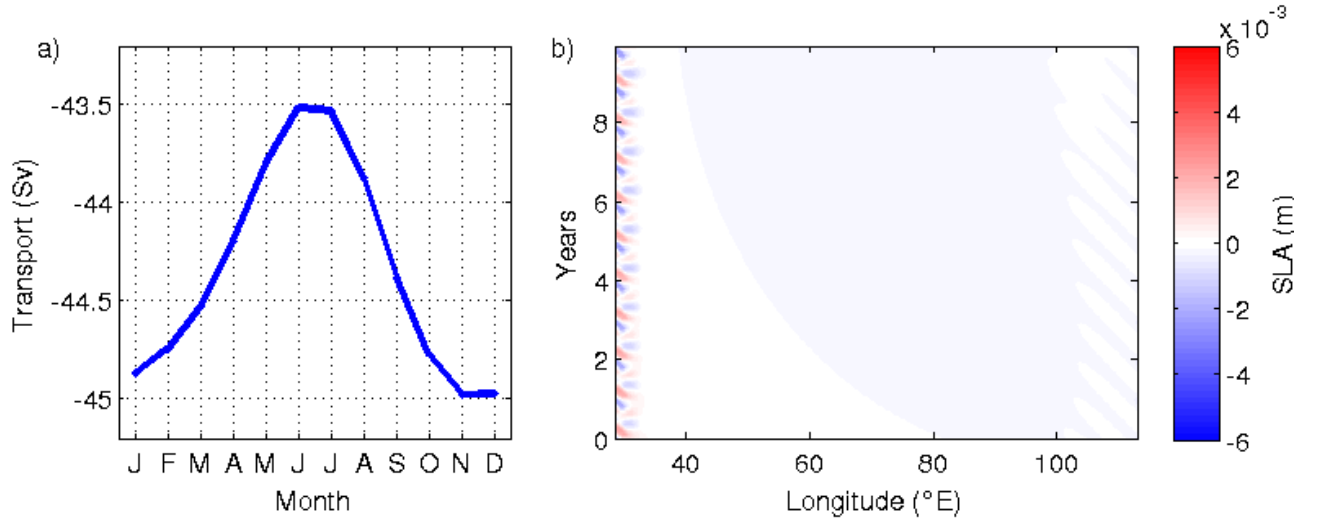 a)
Transport (Sv)
-43.5
-44
-44.5
-45
J F M A M J J A S O N D
Month
b)
Years
8
6
4
2
0
40 60 80 100
Longitude (°E)
x 10⁻³
6
4
2
0
-2
-4
-6
SLA (m)